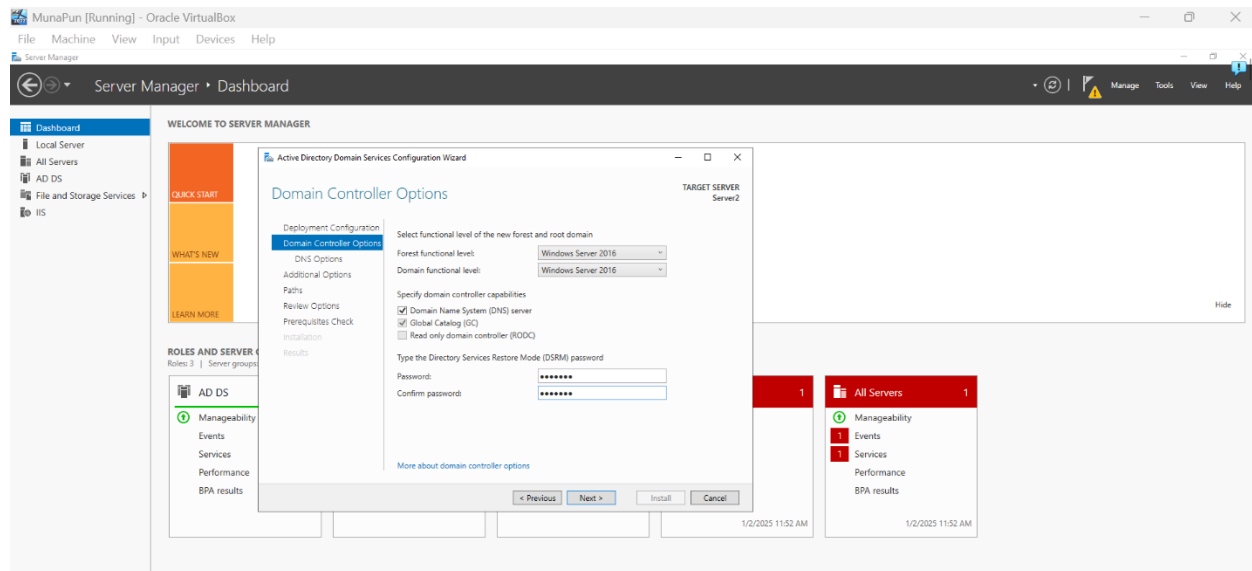 MunaPun [Running] - Oracle VirtualBox
File Machine View Input Devices Help
Server Manager
Server Manager • Dashboard
Manage Tools View Help
Dashboard
Local Server
All Servers
AD DS
File and Storage Services
IIS
WELCOME TO SERVER MANAGER
QUICK START
WHAT'S NEW
LEARN MORE
Hide
Active Directory Domain Services Configuration Wizard
Domain Controller Options
TARGET SERVER
Server2
Deployment Configuration
Domain Controller Options
DNS Options
Additional Options
Paths
Review Options
Prerequisites Check
Installation
Results
Select functional level of the new forest and root domain
Forest functional level: Windows Server 2016
Domain functional level: Windows Server 2016
Specify domain controller capabilities
Domain Name System (DNS) server
Global Catalog (GC)
Read only domain controller (RODC)
Type the Directory Services Restore Mode (DSRM) password
Password: •••••••
Confirm password: •••••••
More about domain controller options
< Previous Next > Install Cancel
ROLES AND SERVER
Roles: 3 | Server groups:
AD DS
Manageability
Events
Services
Performance
BPA results
1
1/2/2025 11:52 AM
All Servers 1
Manageability
1 Events
1 Services
Performance
BPA results
1/2/2025 11:52 AM